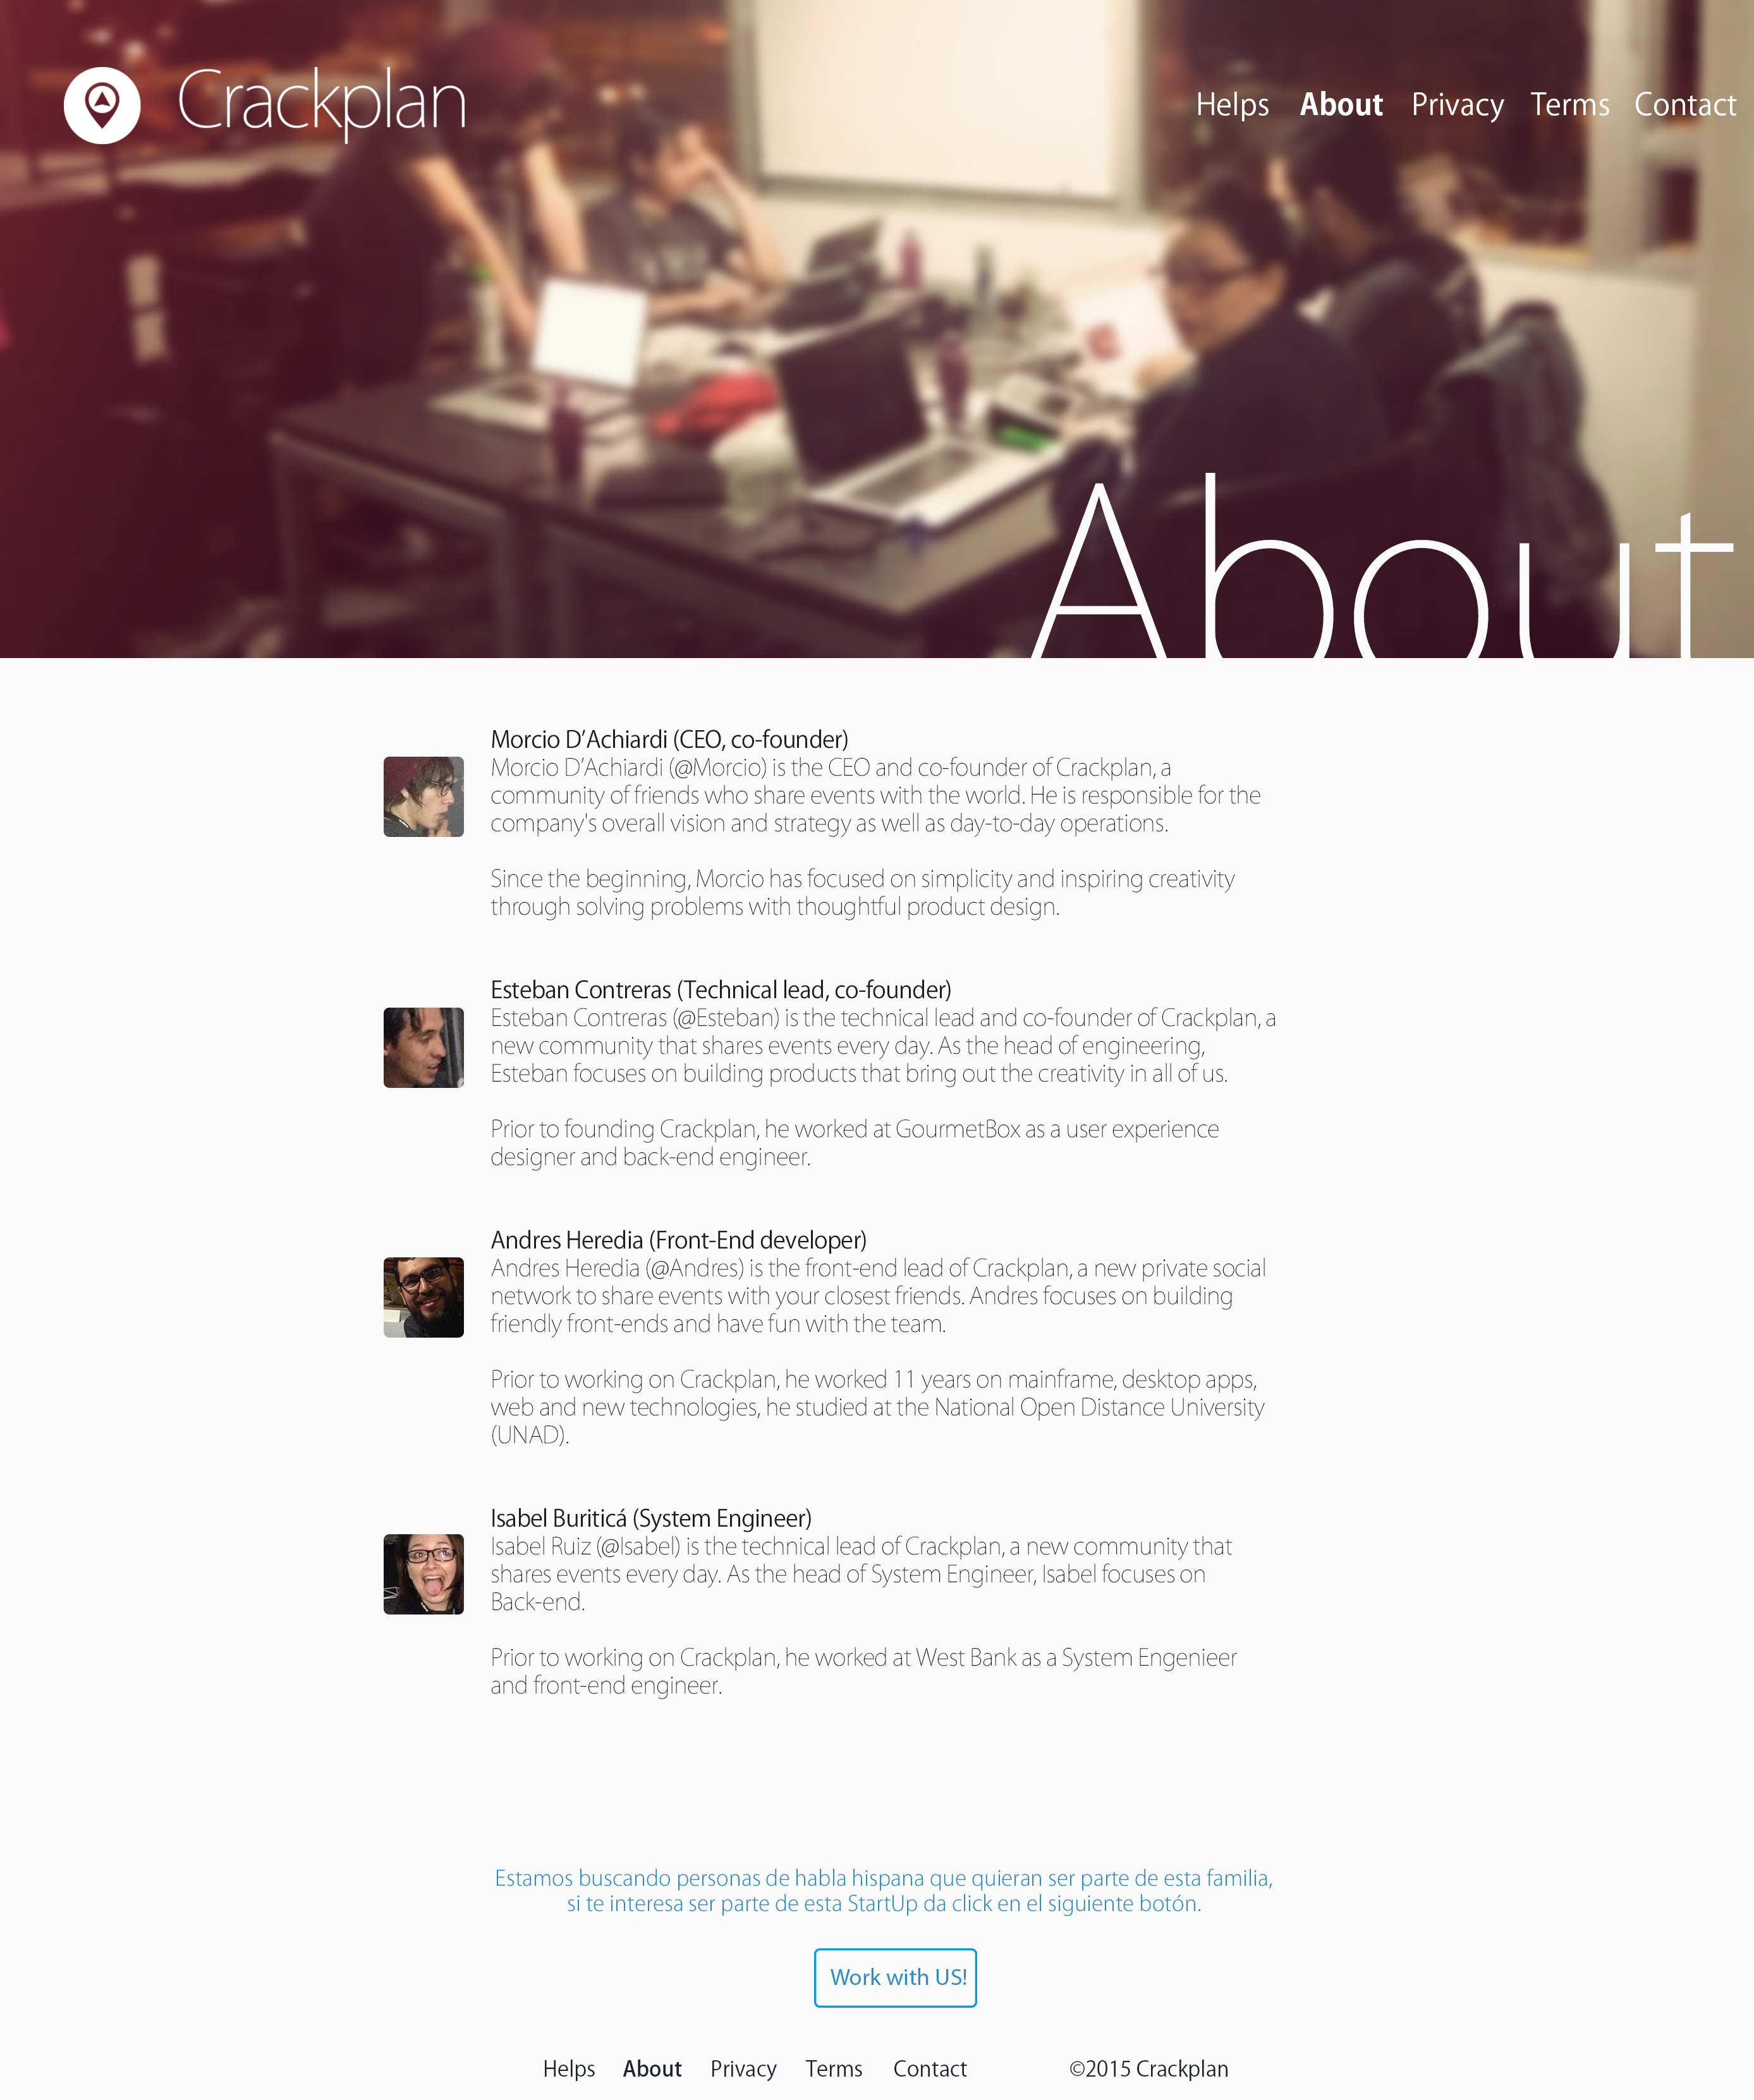 Crackplan
Helps About Privacy Terms Contact
About
Morcio D’Achiardi (CEO, co-founder)
Morcio D’Achiardi (@Morcio) is the CEO and co-founder of Crackplan, a
community of friends who share events with the world. He is responsible for the
company's overall vision and strategy as well as day-to-day operations.
Since the beginning, Morcio has focused on simplicity and inspiring creativity
through solving problems with thoughtful product design.
Esteban Contreras (Technical lead, co-founder)
Esteban Contreras (@Esteban) is the technical lead and co-founder of Crackplan, a
new community that shares events every day. As the head of engineering,
Esteban focuses on building products that bring out the creativity in all of us.
Prior to founding Crackplan, he worked at GourmetBox as a user experience
designer and back-end engineer.
Andres Heredia (Front-End developer)
Andres Heredia (@Andres) is the front-end lead of Crackplan, a new private social
network to share events with your closest friends. Andres focuses on building
friendly front-ends and have fun with the team.
Prior to working on Crackplan, he worked 11 years on mainframe, desktop apps,
web and new technologies, he studied at the National Open Distance University
(UNAD).
Isabel Buriticá (System Engineer)
Isabel Ruiz (@Isabel) is the technical lead of Crackplan, a new community that
shares events every day. As the head of System Engineer, Isabel focuses on
Back-end.
Prior to working on Crackplan, he worked at West Bank as a System Engenieer
and front-end engineer.
Estamos buscando personas de habla hispana que quieran ser parte de esta familia,
si te interesa ser parte de esta StartUp da click en el siguiente botón.
Work with US!
Helps About Privacy Terms Contact ©2015 Crackplan